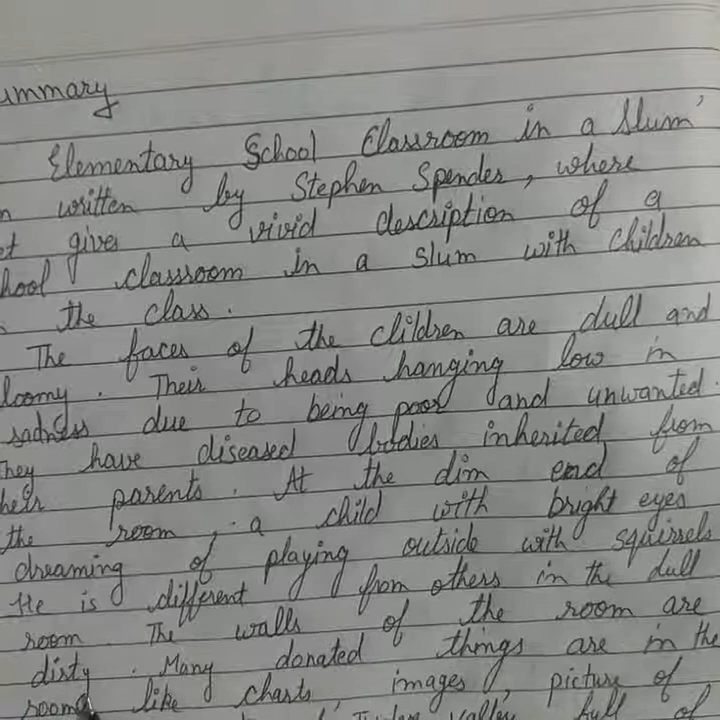 ummary
Elementary School Classroom in a Slum'
n written by Stephen Spender, where
et gives a vivid description of a
hool classroom in a slum with children
the class.
The faces of the clildren are dull and
loomy. Their heads hanging low in
sadness due to being poor and unwanted.
They have diseased bodies inherited from
heir parents. At the dim end of
the room, a child with bright eyes
dreaming of playing outside with squirrels
He is different from others in the dull
room The walls of the room are
dirty. Many donated things are in the
room like charts, images, picture of
full of